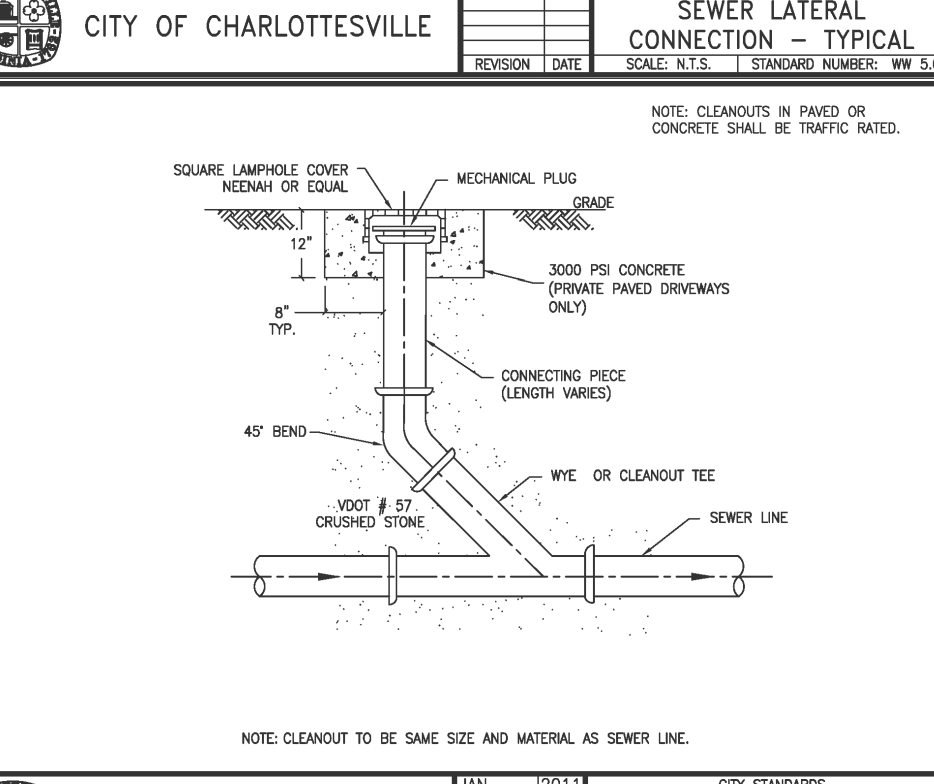 CITY OF CHARLOTTESVILLE
REVISION
DATE
SEWER LATERAL
CONNECTION – TYPICAL
SCALE: N.T.S.
STANDARD NUMBER: WW 5.
NOTE: CLEANOUTS IN PAVED OR
CONCRETE SHALL BE TRAFFIC RATED.
SQUARE LAMPHOLE COVER
NEENAH OR EQUAL
MECHANICAL PLUG
GRADE
12"
3000 PSI CONCRETE
(PRIVATE PAVED DRIVEWAYS
ONLY)
8"
TYP.
CONNECTING PIECE
(LENGTH VARIES)
45° BEND
WYE OR CLEANOUT TEE
VDOT # 57
CRUSHED STONE
SEWER LINE
NOTE: CLEANOUT TO BE SAME SIZE AND MATERIAL AS SEWER LINE.
JAN
2011
CITY STANDARDS